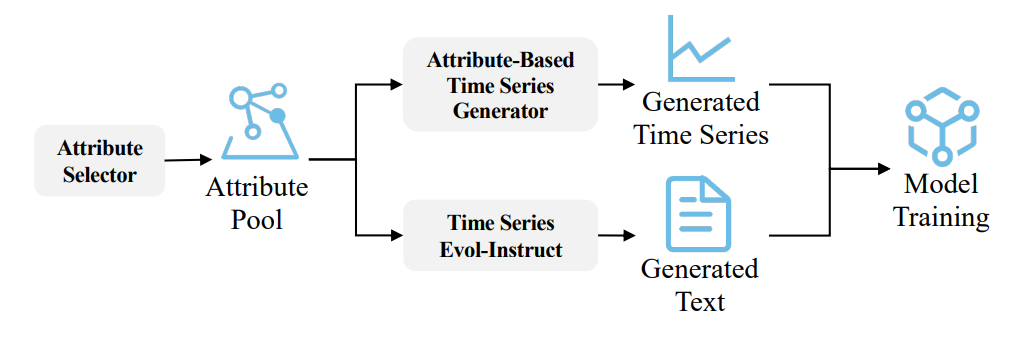 Attribute
Selector
Attribute
Pool
Attribute-Based
Time Series
Generator
Generated
Time Series
Time Series
Evol-Instruct
Generated
Text
Model
Training